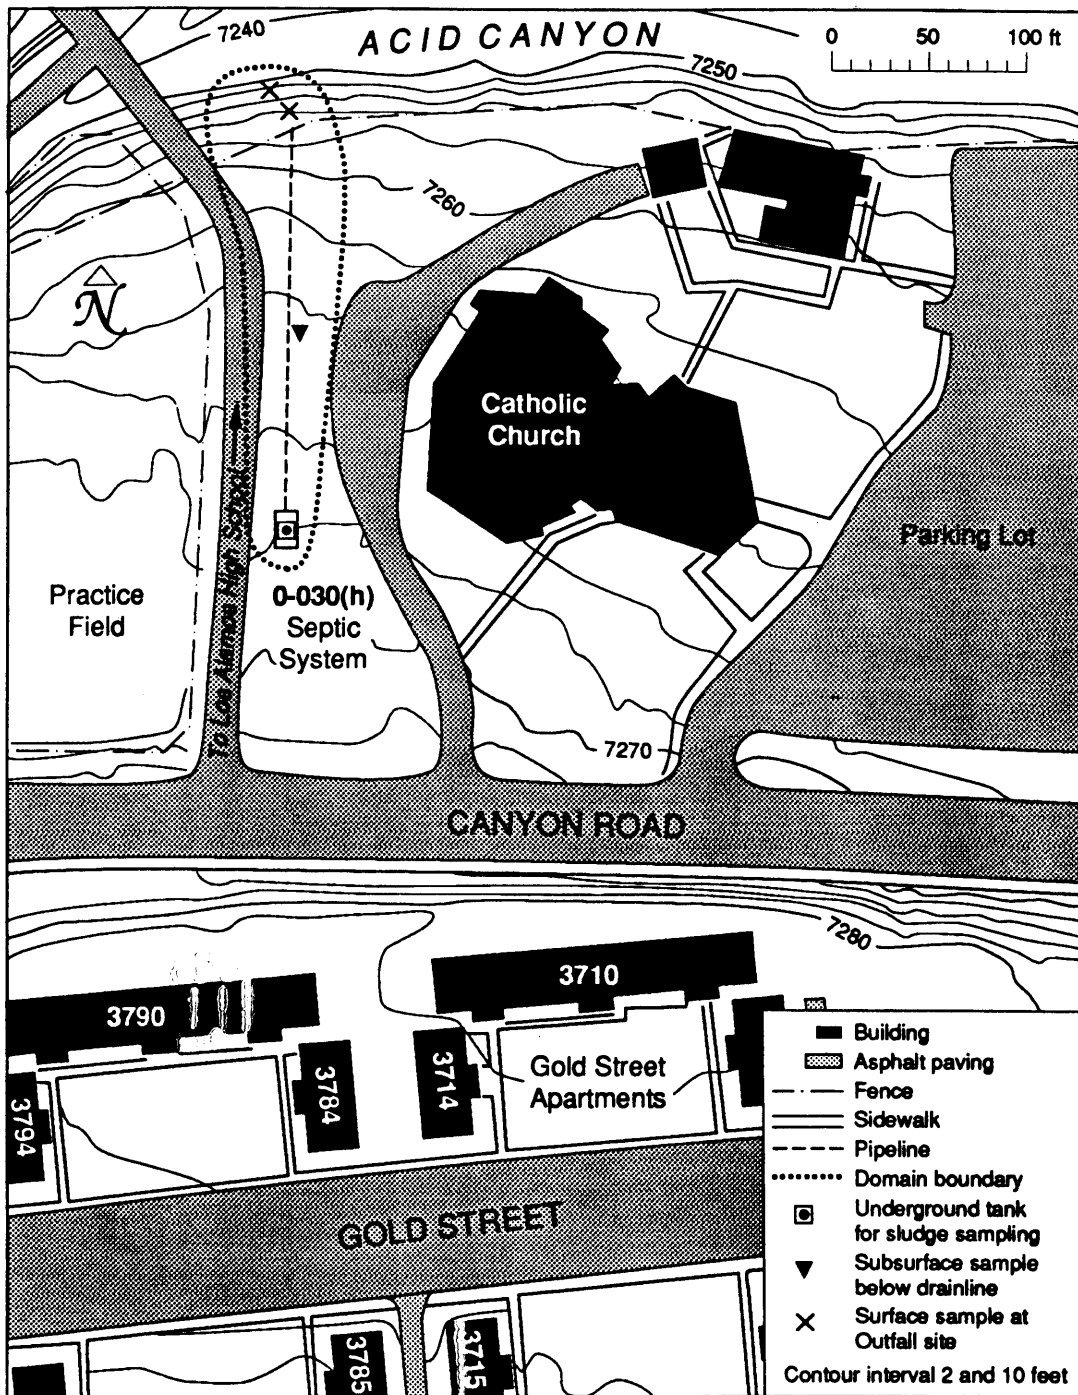 7240
ACID CANYON
0 50 100 ft
7250
7260
N
Catholic
Church
Parking Lot
To Los Alamos High School
Practice
Field
0-030(h)
Septic
System
7270
CANYON ROAD
7280
3790
3710
3794
3784
3714
Gold Street
Apartments
GOLD STREET
3785
3715
Building
Asphalt paving
Fence
Sidewalk
Pipeline
Domain boundary
Underground tank
for sludge sampling
Subsurface sample
below drainline
Surface sample at
Outfall site
Contour interval 2 and 10 feet